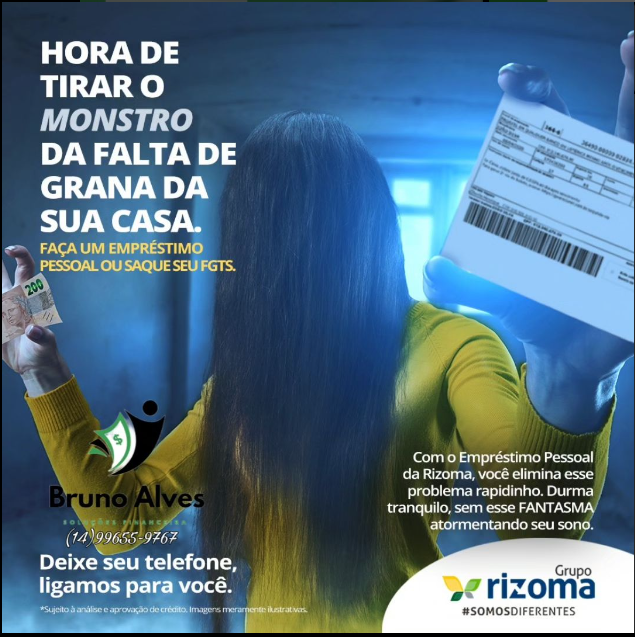 HORA DE
TIRAR O
MONSTRO
DA FALTA DE
GRANA DA
SUA CASA.
FAÇA UM EMPRÉSTIMO
PESSOAL OU SAQUE SEU FGTS.
200
Bruno Alves
SOLUÇÕES FINANCEIRA
(14)99655-9767
Deixe seu telefone,
ligamos para você.
*Sujeito à análise e aprovação de crédito. Imagens meramente ilustrativas.
Com o Empréstimo Pessoal
da Rizoma, você elimina esse
problema rapidinho. Durma
tranquilo, sem esse FANTASMA
atormentando seu sono.
Grupo
rizoma
#SOMOSDIFERENTES